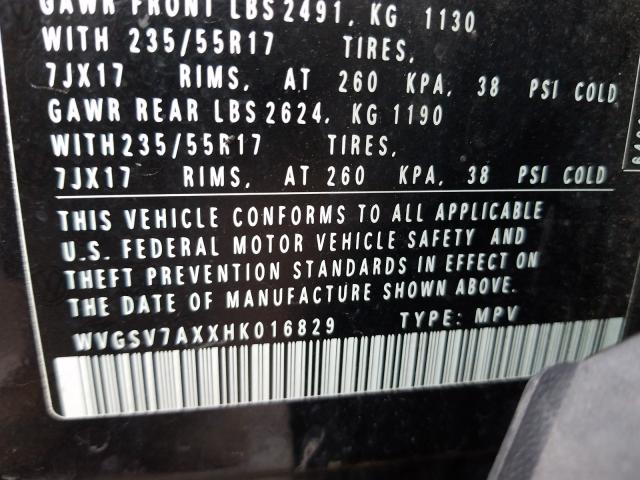 GAWR FRONT LBS 2491, KG 1130
WITH 235/55R17 TIRES,
7JX17 RIMS, AT 260 KPA, 38 PSI COLD
GAWR REAR LBS 2624, KG 1190
WITH 235/55R17 TIRES,
7JX17 RIMS, AT 260 KPA, 38 PSI COLD
THIS VEHICLE CONFORMS TO ALL APPLICABLE
U.S. FEDERAL MOTOR VEHICLE SAFETY AND
THEFT PREVENTION STANDARDS IN EFFECT ON
THE DATE OF MANUFACTURE SHOWN ABOVE.
WVGSV7AXXHK016829 TYPE: MPV